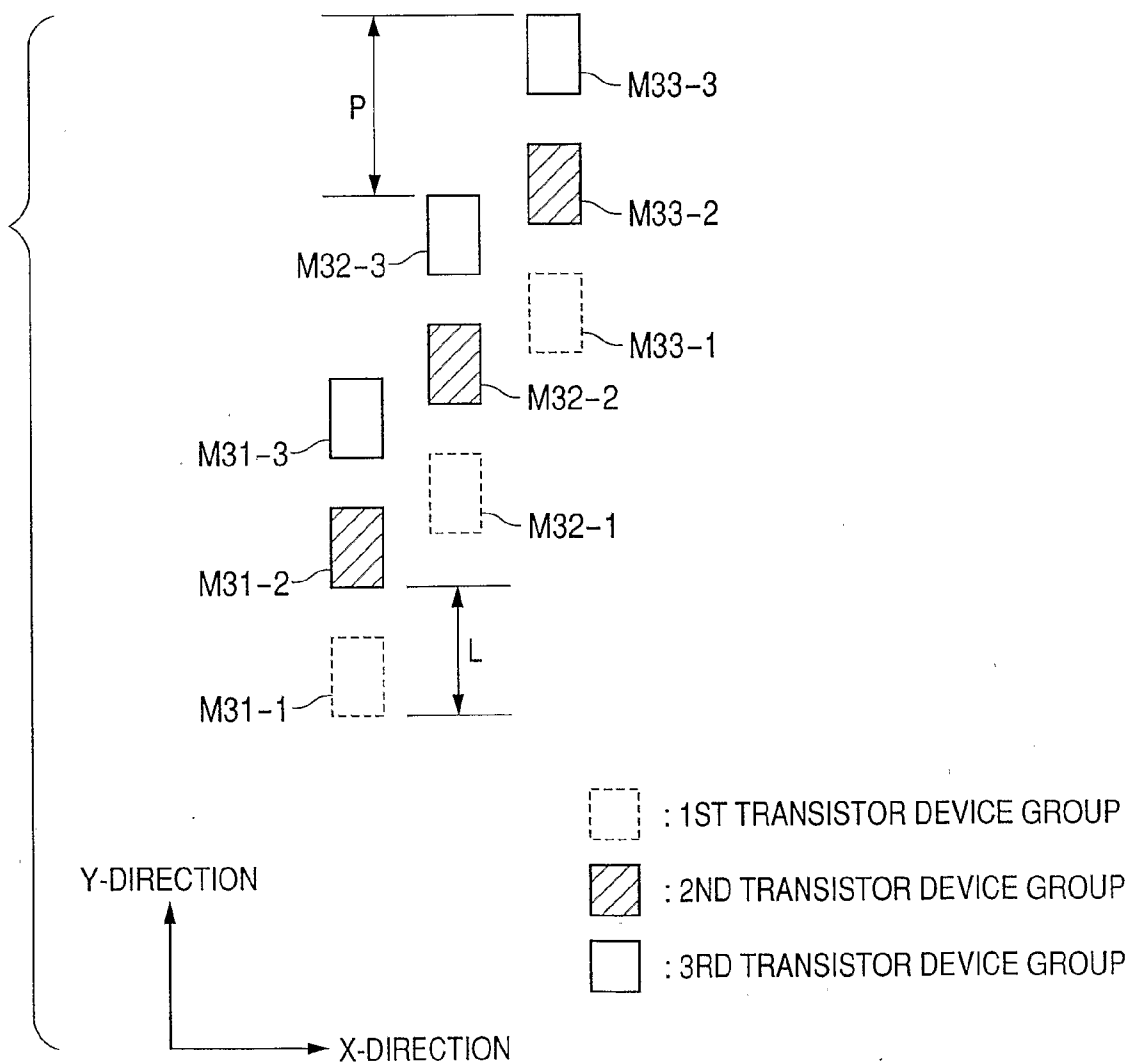 M33-3
P
M33-2
M32-3
M33-1
M32-2
M31-3
M32-1
M31-2
L
M31-1
: 1ST TRANSISTOR DEVICE GROUP
Y-DIRECTION
: 2ND TRANSISTOR DEVICE GROUP
: 3RD TRANSISTOR DEVICE GROUP
X-DIRECTION